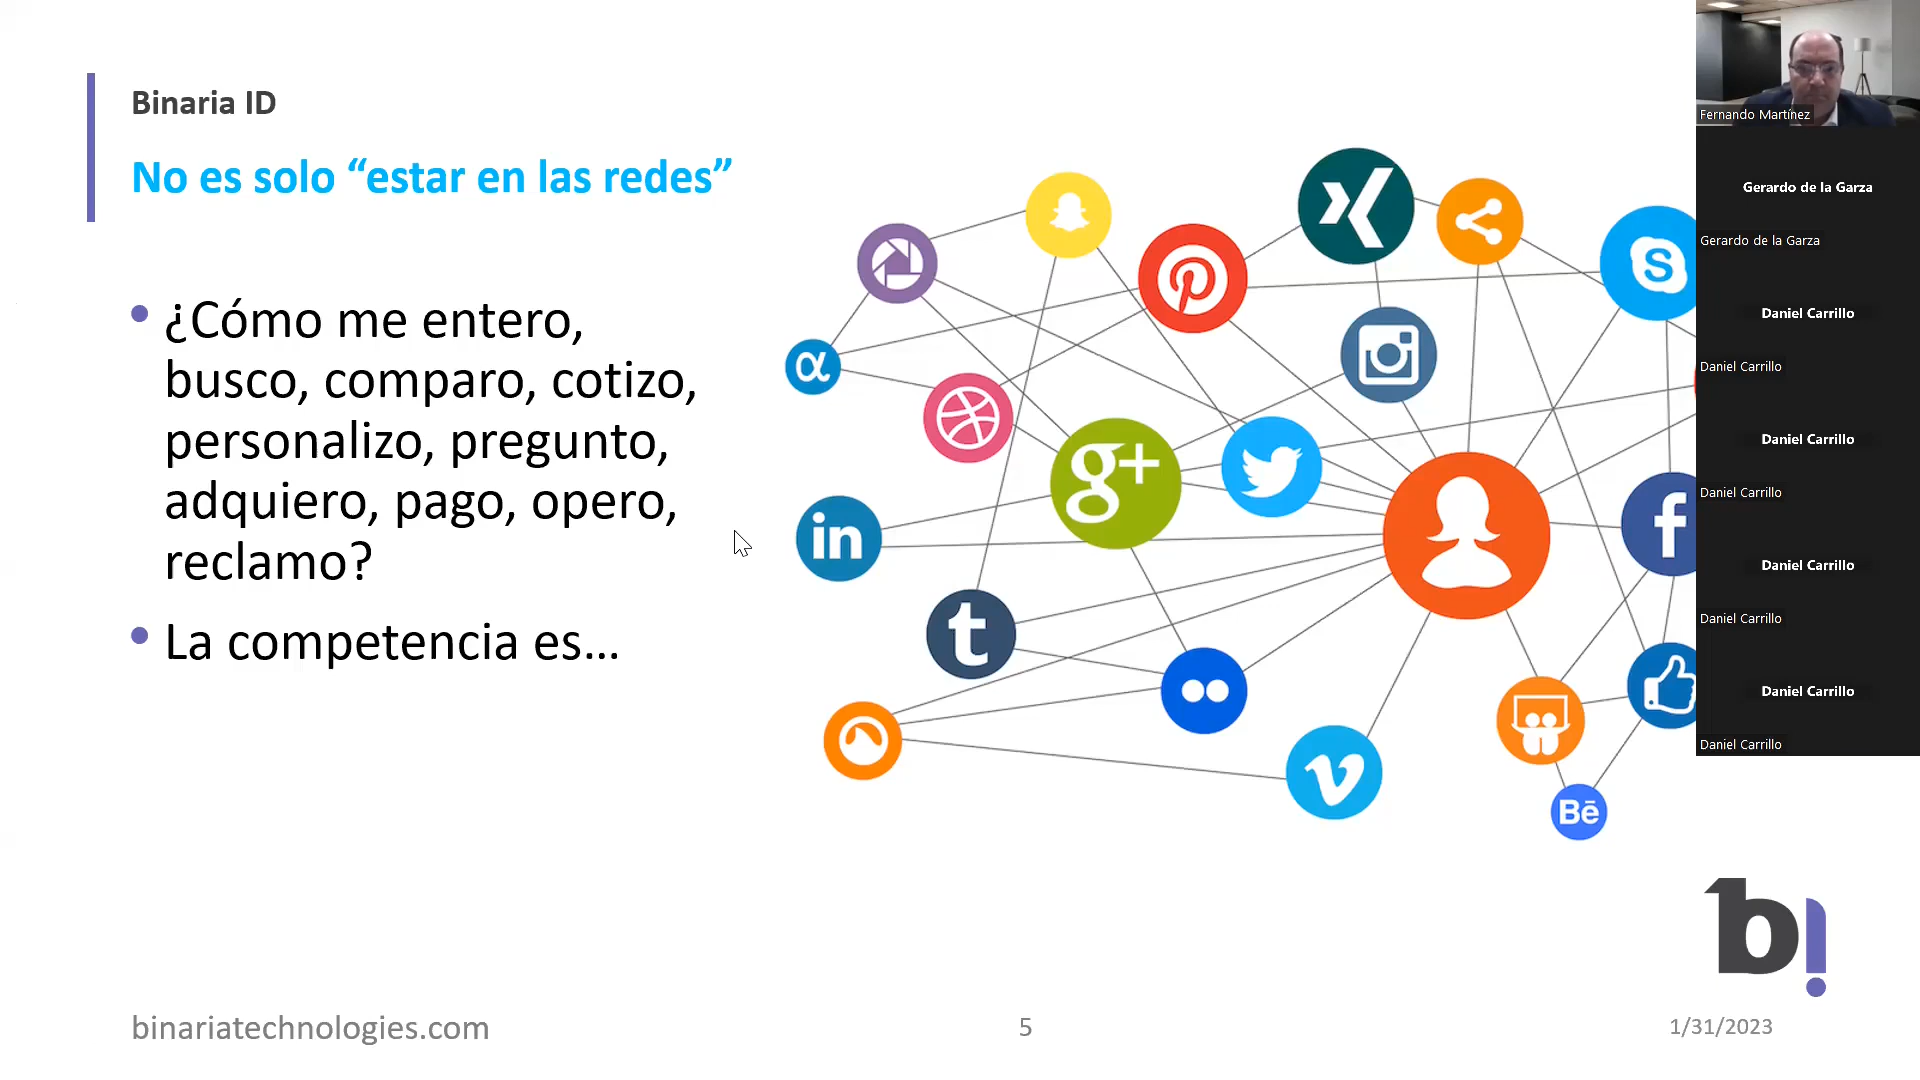 Binaria ID
No es solo “estar en las redes”
• ¿Cómo me entero,
busco, comparo, cotizo,
personalizo, pregunto,
adquiero, pago, opero,
reclamo?
• La competencia es...
α
g+
in
t
S
f
v
Bē
Fernando Martínez
Gerardo de la Garza
Gerardo de la Garza
Daniel Carrillo
Daniel Carrillo
Daniel Carrillo
Daniel Carrillo
Daniel Carrillo
Daniel Carrillo
Daniel Carrillo
Daniel Carrillo
b!
binariatechnologies.com
5
1/31/2023